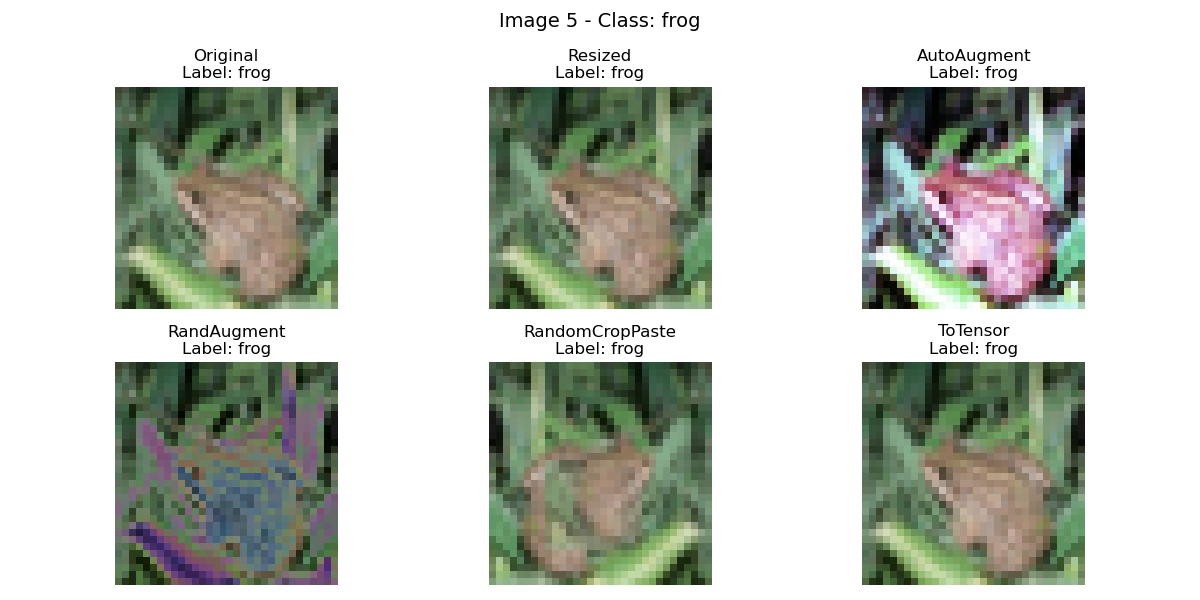 Image 5 - Class: frog
Original
Label: frog
Resized
Label: frog
AutoAugment
Label: frog
RandAugment
Label: frog
RandomCropPaste
Label: frog
ToTensor
Label: frog